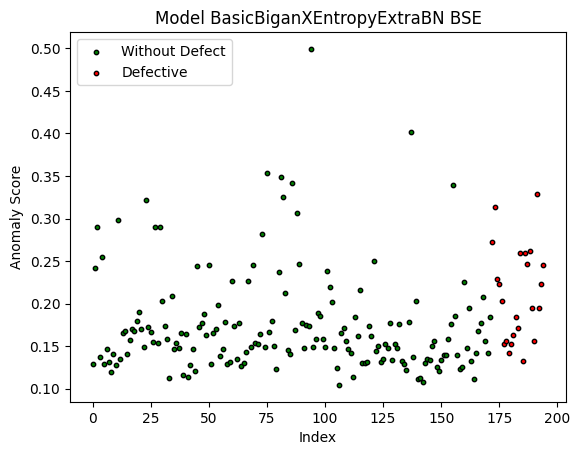 Model BasicBiganXEntropyExtraBN BSE
Without Defect
Defective
0.50
0.45
0.40
0.35
0.30
0.25
0.20
0.15
0.10
Anomaly Score
0 25 50 75 100 125 150 175 200
Index